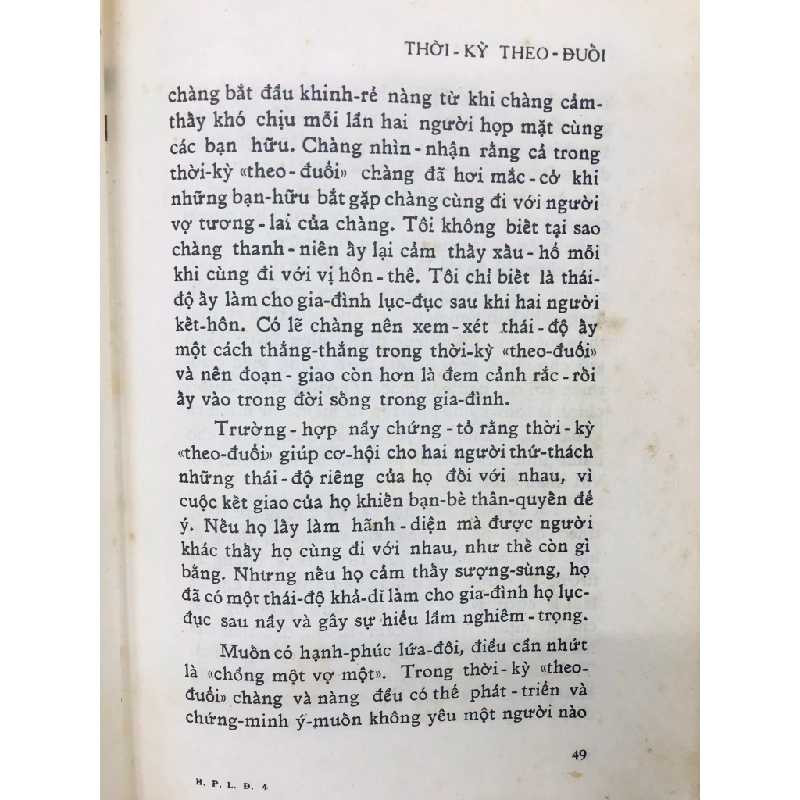 THỜI - KỲ THEO - ĐUỔI
chàng bắt đầu khinh-rẻ nàng từ khi chàng cảm-
thấy khó chịu mỗi lần hai người họp mặt cùng
các bạn hữu. Chàng nhìn - nhận rằng cả trong
thời-kỳ «theo - đuổi» chàng đã hơi mắc - cở khi
những bạn-hữu bắt gặp chàng cùng đi với người
vợ tương - lai của chàng. Tôi không biết tại sao
chàng thanh - niên ấy lại cảm thấy xấu - hổ mỗi
khi cùng đi với vị hôn - thê. Tôi chỉ biết là thái-
độ ấy làm cho gia-đình lục-đục sau khi hai người
kết-hôn. Có lẽ chàng nên xem - xét thái - độ ấy
một cách thẳng-thắng trong thời-kỳ «theo-đuổi»
và nên đoạn - giao còn hơn là đem cảnh rắc - rối
ấy vào trong đời sống trong gia-đình.
Trường - hợp nầy chứng - tỏ rằng thời - kỳ
«theo-đuổi» giúp cơ-hội cho hai người thử-thách
những thái - độ riêng của họ đối với nhau, vì
cuộc kết giao của họ khiến bạn-bè thân-quyến để
ý. Nếu họ lấy làm hãnh - diện mà được người
khác thấy họ cùng đi với nhau, như thế còn gì
bằng. Nhưng nếu họ cảm thấy sượng-sùng, họ
đã có một thái-độ khả-dĩ làm cho gia-đình họ lục-
đục sau nầy và gây sự hiểu lầm nghiêm - trọng.
Muốn có hạnh-phúc lứa-đôi, điều cần nhứt
là «chồng một vợ một». Trong thời - kỳ «theo-
đuổi» chàng và nàng đều có thể phát - triển và
chứng-minh ý-muốn không yêu một người nào
49
H. P. L. Đ. 4